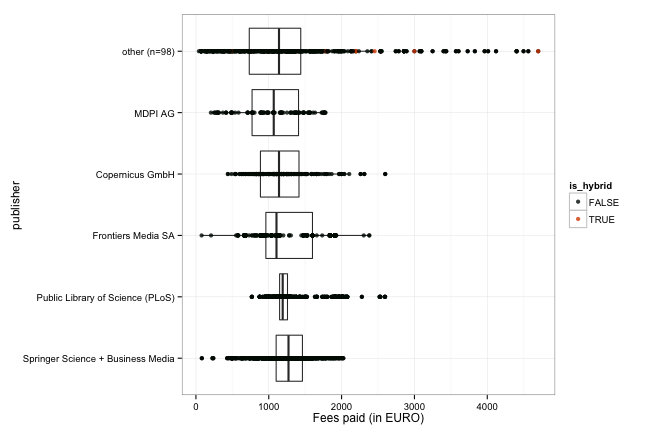 other (n=98)
MDPI AG
Copernicus GmbH
Frontiers Media SA
Public Library of Science (PLoS)
Springer Science + Business Media
publisher
0 1000 2000 3000 4000
Fees paid (in EURO)
is_hybrid
FALSE
TRUE